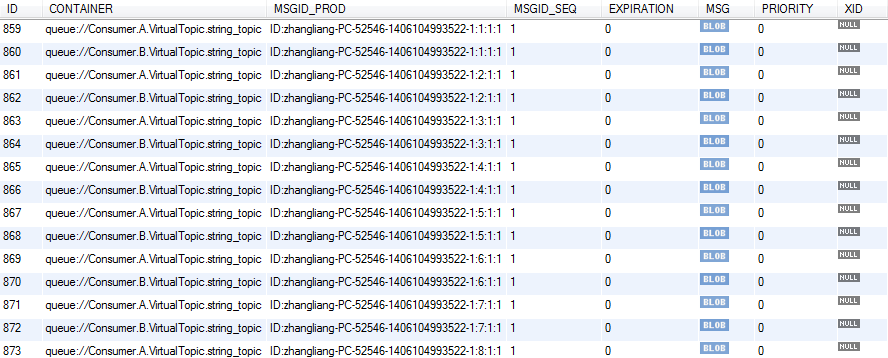 ID CONTAINER MSGID_PROD MSGID_SEQ EXPIRATION MSG PRIORITY XID
859 queue://Consumer.A.VirtualTopic.string_topic ID:zhangliang-PC-52546-1406104993522-1:1:1:1 1 0 BLOB 0 NULL
860 queue://Consumer.B.VirtualTopic.string_topic ID:zhangliang-PC-52546-1406104993522-1:1:1:1 1 0 BLOB 0 NULL
861 queue://Consumer.A.VirtualTopic.string_topic ID:zhangliang-PC-52546-1406104993522-1:2:1:1 1 0 BLOB 0 NULL
862 queue://Consumer.B.VirtualTopic.string_topic ID:zhangliang-PC-52546-1406104993522-1:2:1:1 1 0 BLOB 0 NULL
863 queue://Consumer.A.VirtualTopic.string_topic ID:zhangliang-PC-52546-1406104993522-1:3:1:1 1 0 BLOB 0 NULL
864 queue://Consumer.B.VirtualTopic.string_topic ID:zhangliang-PC-52546-1406104993522-1:3:1:1 1 0 BLOB 0 NULL
865 queue://Consumer.A.VirtualTopic.string_topic ID:zhangliang-PC-52546-1406104993522-1:4:1:1 1 0 BLOB 0 NULL
866 queue://Consumer.B.VirtualTopic.string_topic ID:zhangliang-PC-52546-1406104993522-1:4:1:1 1 0 BLOB 0 NULL
867 queue://Consumer.A.VirtualTopic.string_topic ID:zhangliang-PC-52546-1406104993522-1:5:1:1 1 0 BLOB 0 NULL
868 queue://Consumer.B.VirtualTopic.string_topic ID:zhangliang-PC-52546-1406104993522-1:5:1:1 1 0 BLOB 0 NULL
869 queue://Consumer.A.VirtualTopic.string_topic ID:zhangliang-PC-52546-1406104993522-1:6:1:1 1 0 BLOB 0 NULL
870 queue://Consumer.B.VirtualTopic.string_topic ID:zhangliang-PC-52546-1406104993522-1:6:1:1 1 0 BLOB 0 NULL
871 queue://Consumer.A.VirtualTopic.string_topic ID:zhangliang-PC-52546-1406104993522-1:7:1:1 1 0 BLOB 0 NULL
872 queue://Consumer.B.VirtualTopic.string_topic ID:zhangliang-PC-52546-1406104993522-1:7:1:1 1 0 BLOB 0 NULL
873 queue://Consumer.A.VirtualTopic.string_topic ID:zhangliang-PC-52546-1406104993522-1:8:1:1 1 0 BLOB 0 NULL